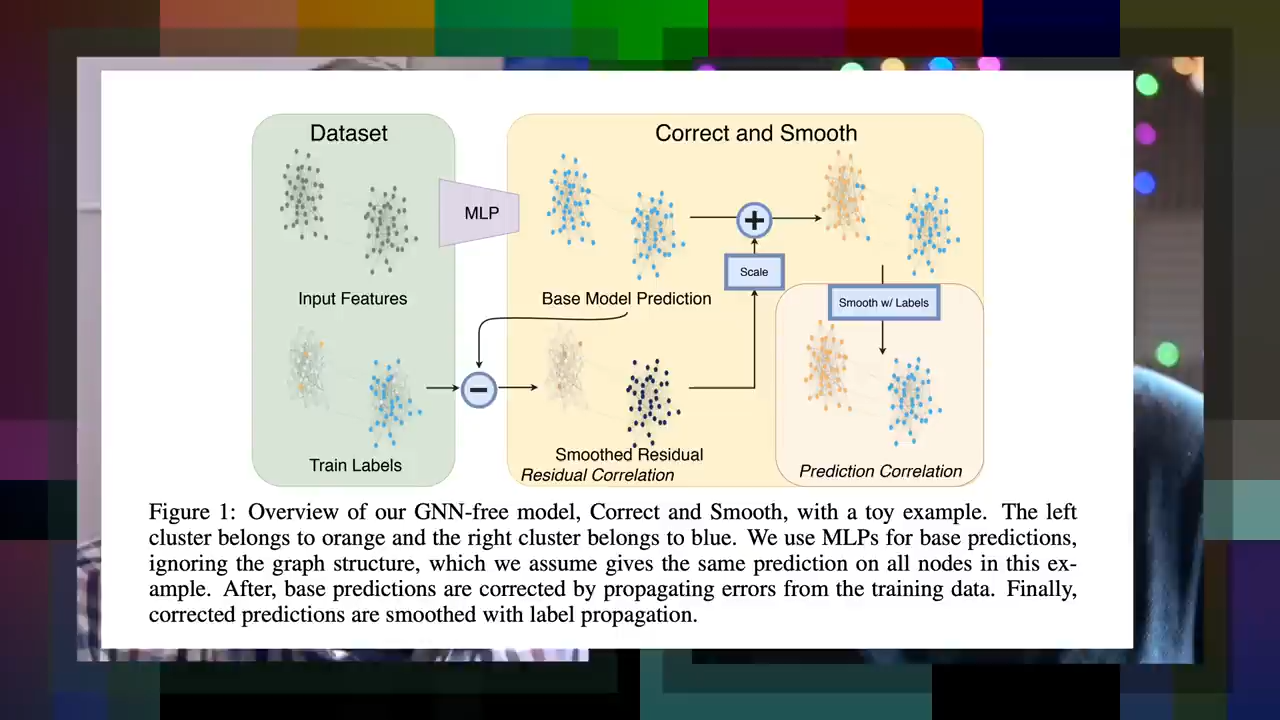 Dataset
Correct and Smooth
MLP
Scale
Input Features
Base Model Prediction
Smooth w/ Labels
Train Labels
Smoothed Residual
Residual Correlation
Prediction Correlation
Figure 1: Overview of our GNN-free model, Correct and Smooth, with a toy example. The left
cluster belongs to orange and the right cluster belongs to blue. We use MLPs for base predictions,
ignoring the graph structure, which we assume gives the same prediction on all nodes in this ex-
ample. After, base predictions are corrected by propagating errors from the training data. Finally,
corrected predictions are smoothed with label propagation.